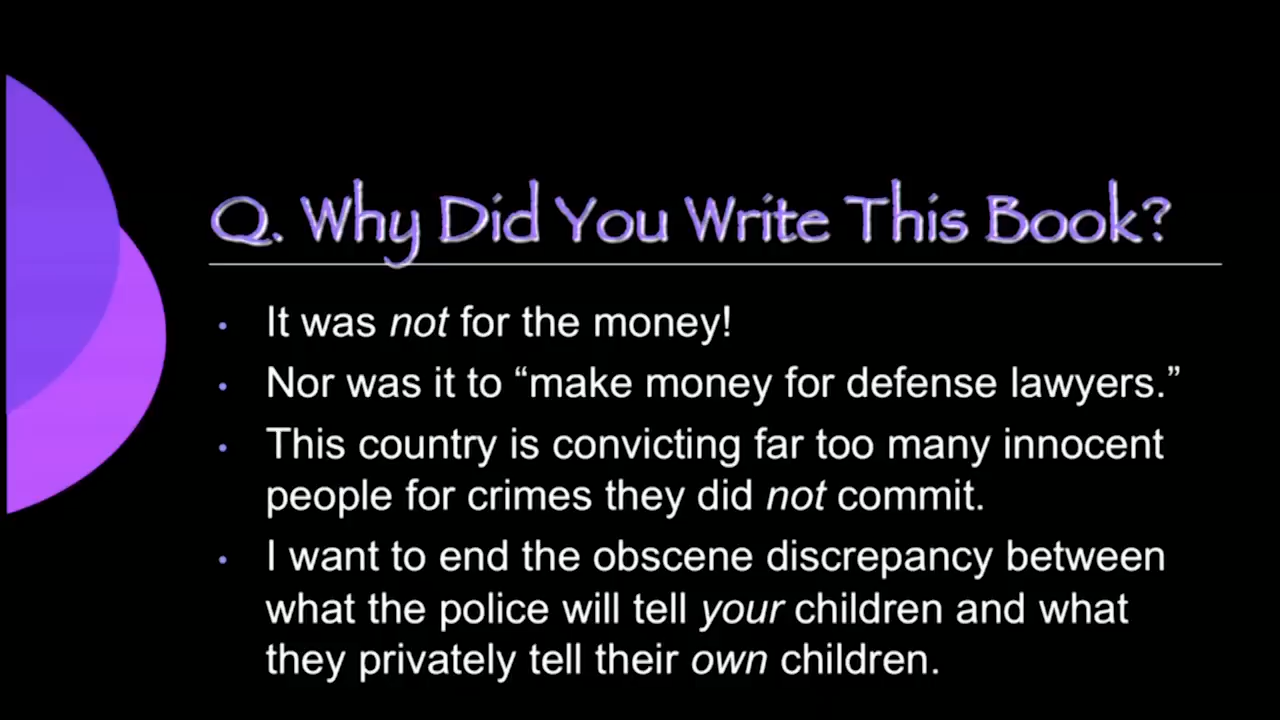 Q. Why Did You Write This Book?
• It was not for the money!
• Nor was it to “make money for defense lawyers.”
• This country is convicting far too many innocent
people for crimes they did not commit.
• I want to end the obscene discrepancy between
what the police will tell your children and what
they privately tell their own children.